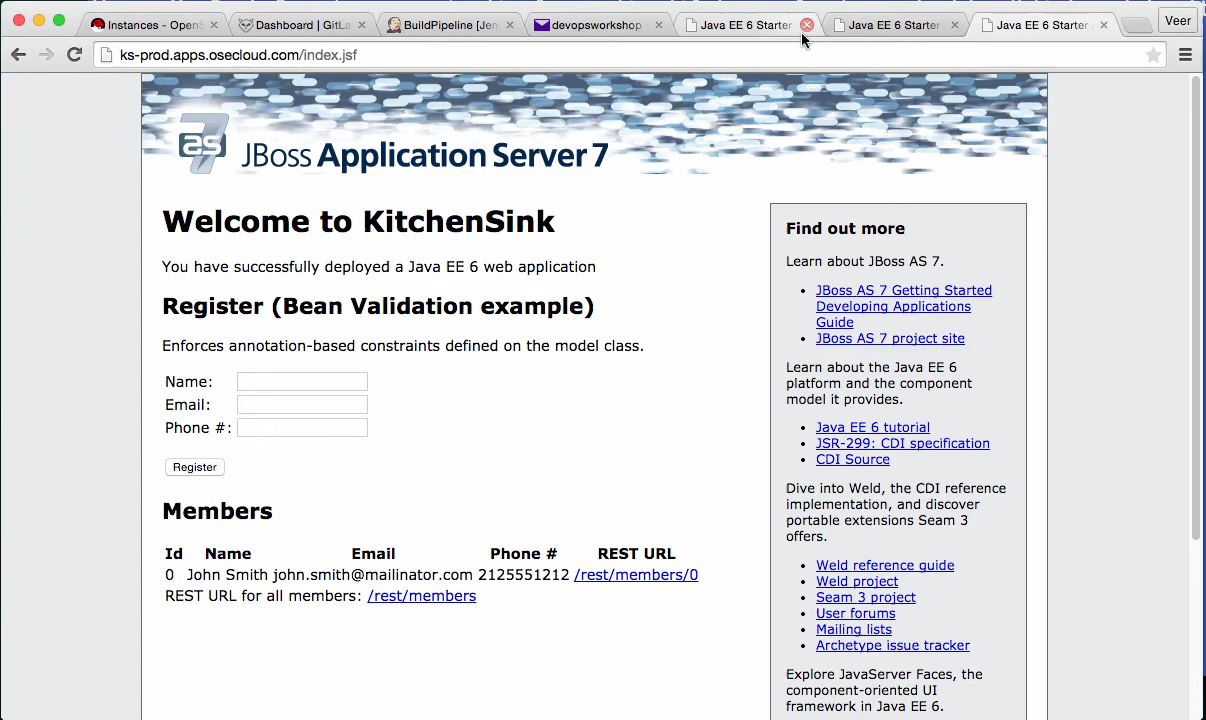 Instances - OpenS
Dashboard | GitLa
BuildPipeline [Jen
devopsworkshop
Java EE 6 Starter
Java EE 6 Starter
Java EE 6 Starter
Veer
ks-prod.apps.osecloud.com/index.jsf
7
as
JBoss Application Server 7
Welcome to KitchenSink
You have successfully deployed a Java EE 6 web application
Register (Bean Validation example)
Enforces annotation-based constraints defined on the model class.
Name:
Email:
Phone #:
Register
Members
Id Name Email Phone # REST URL
0 John Smith john.smith@mailinator.com 2125551212 /rest/members/0
REST URL for all members: /rest/members
Find out more
Learn about JBoss AS 7.
• JBoss AS 7 Getting Started
Developing Applications
Guide
• JBoss AS 7 project site
Learn about the Java EE 6
platform and the component
model it provides.
• Java EE 6 tutorial
• JSR-299: CDI specification
• CDI Source
Dive into Weld, the CDI reference
implementation, and discover
portable extensions Seam 3
offers.
• Weld reference guide
• Weld project
• Seam 3 project
• User forums
• Mailing lists
• Archetype issue tracker
Explore JavaServer Faces, the
component-oriented UI
framework in Java EE 6.